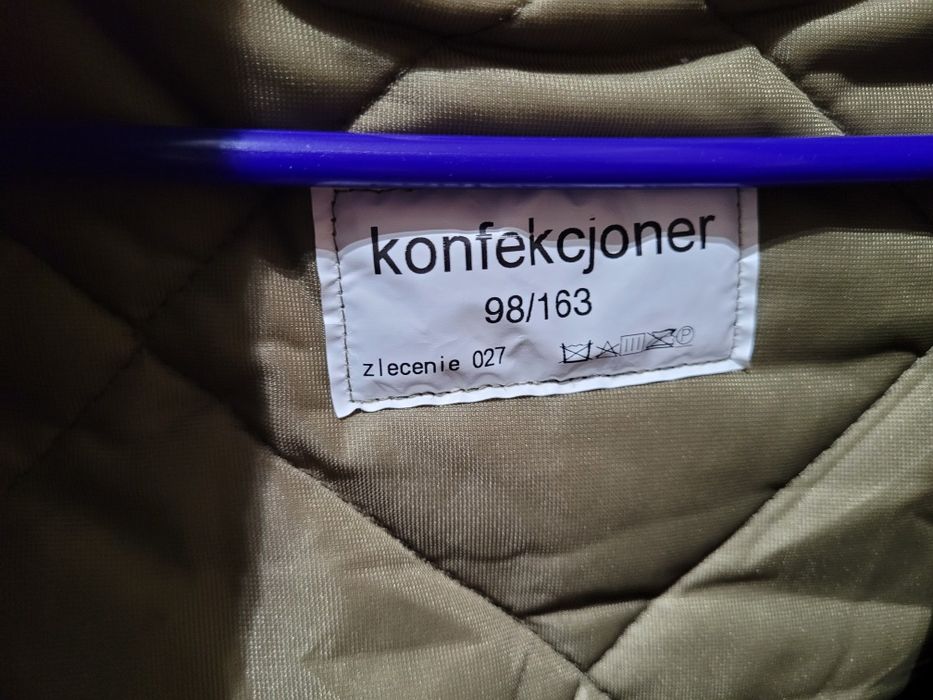 konfekcjoner
98/163
zlecenie 027
P